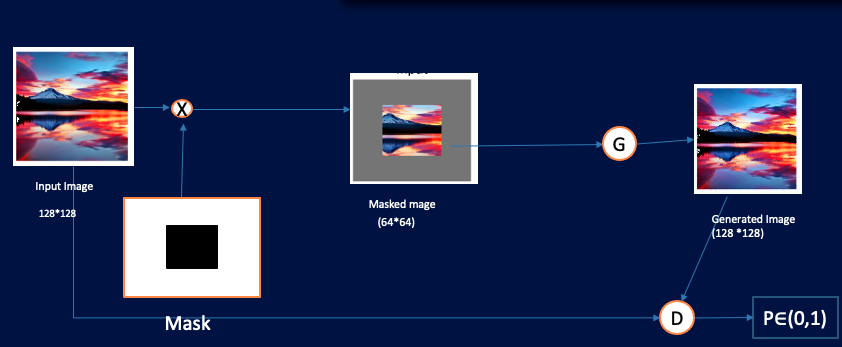 X
G
Input Image
128*128
Masked mage
(64*64)
Generated Image
(128 *128)
Mask
D
P∈(0,1)